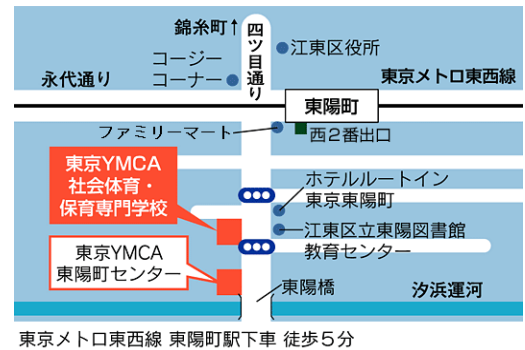 錦糸町↑
四ツ目通り
江東区役所
コージー
コーナー
永代通り
東京メトロ東西線
東陽町
ファミリーマート
西2番出口
東京YMCA
社会体育・
保育専門学校
ホテルルートイン
東京東陽町
江東区立東陽図書館
教育センター
東京YMCA
東陽町センター
東陽橋
汐浜運河
東京メトロ東西線 東陽町駅下車 徒歩5分